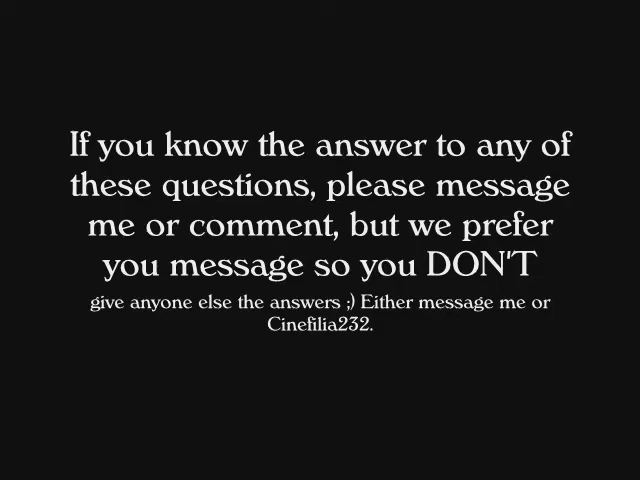 If you know the answer to any of
these questions, please message
me or comment, but we prefer
you message so you DON'T
give anyone else the answers ;) Either message me or
Cinefilia232.